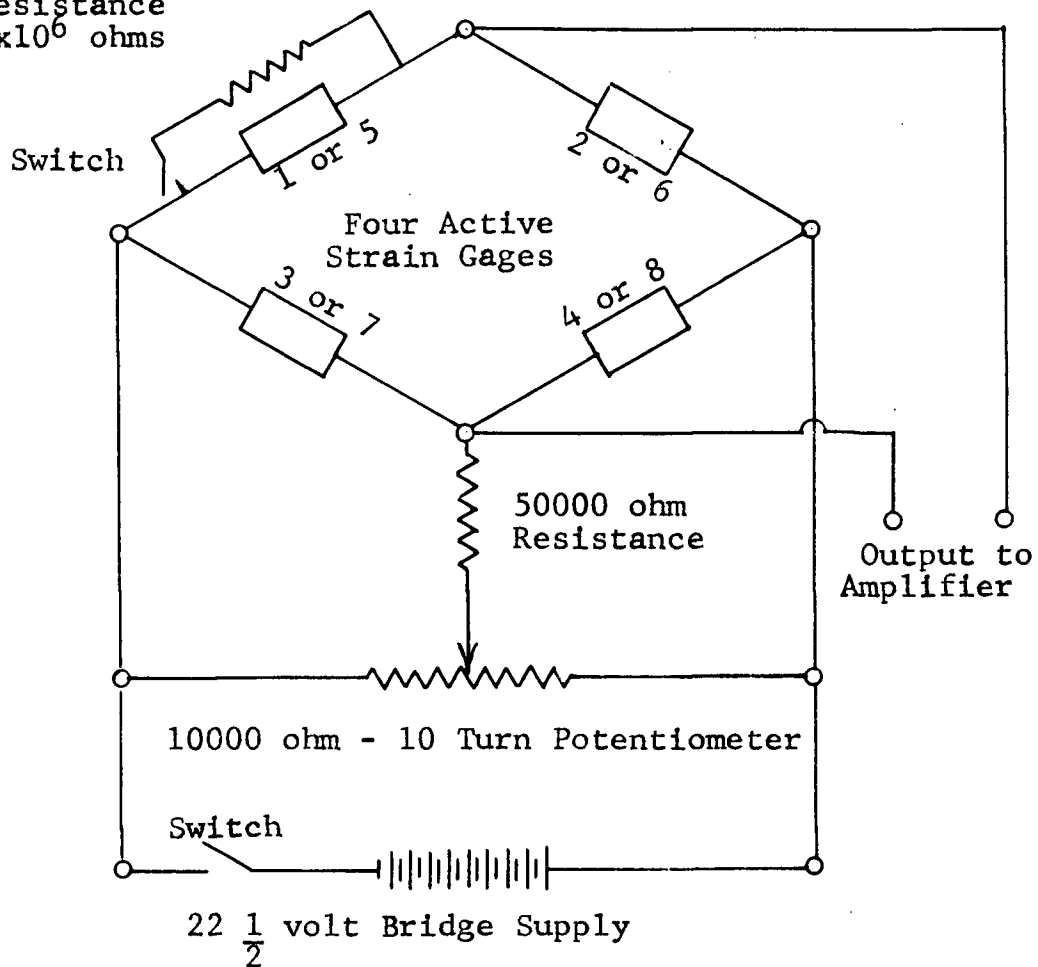 x10⁶ ohms
Switch
1 or 5
2 or 6
Four Active
Strain Gages
3 or 7
4 or 8
50000 ohm
Resistance
Output to
Amplifier
10000 ohm - 10 Turn Potentiometer
Switch
22 1/2 volt Bridge Supply